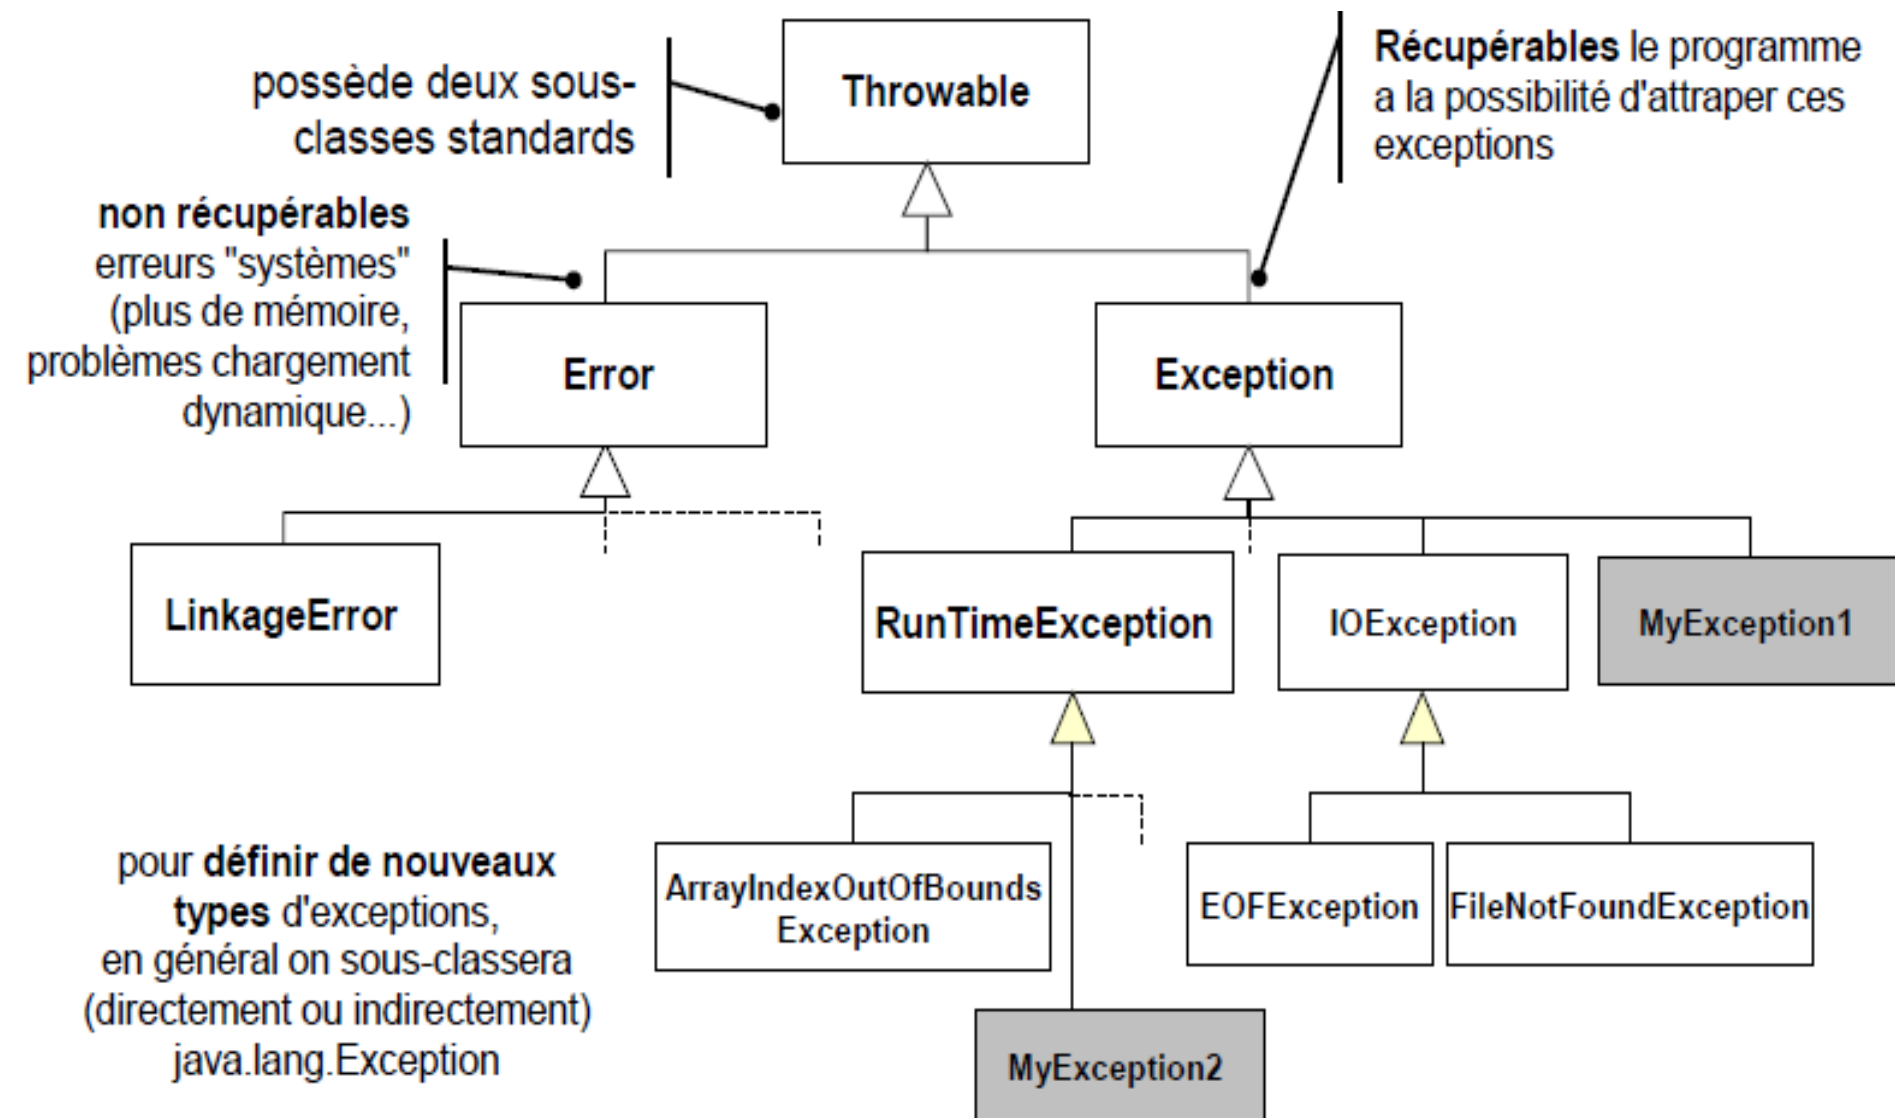 possède deux sous-
classes standards
Throwable
Récupérables le programme
a la possibilité d'attraper ces
exceptions
non récupérables
erreurs "systèmes"
(plus de mémoire,
problèmes chargement
dynamique...)
Error
Exception
LinkageError
RunTimeException
IOException
MyException1
pour définir de nouveaux
types d'exceptions,
en général on sous-classera
(directement ou indirectement)
java.lang.Exception
ArrayIndexOutOfBounds
Exception
EOFException
FileNotFoundException
MyException2